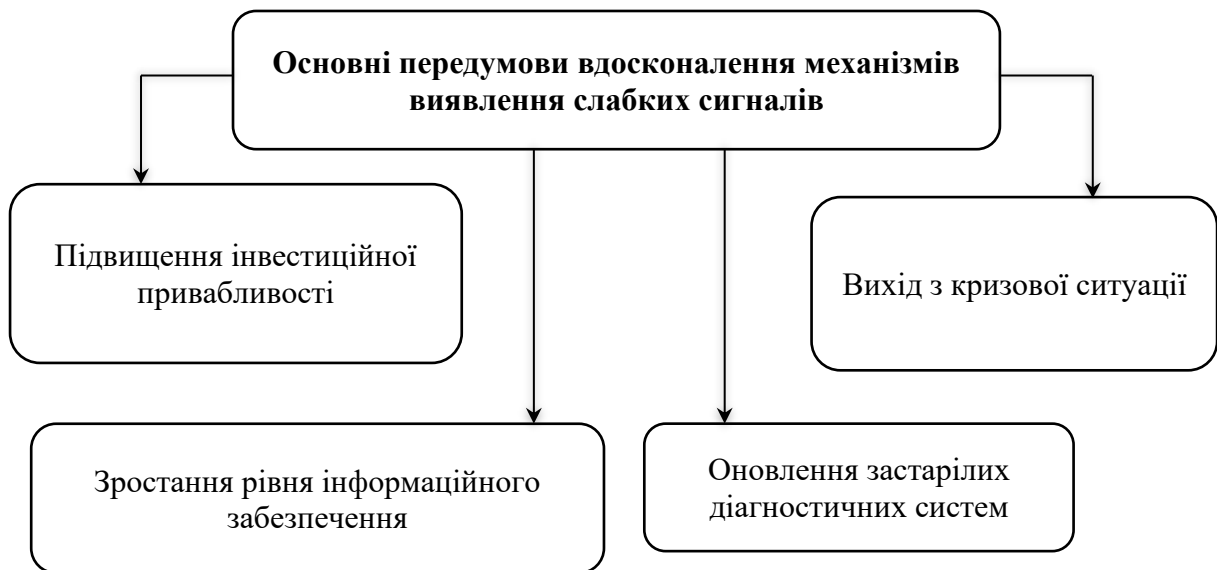 Основні передумови вдосконалення механізмів
виявлення слабких сигналів
Підвищення інвестиційної
привабливості
Вихід з кризової ситуації
Зростання рівня інформаційного
забезпечення
Оновлення застарілих
діагностичних систем